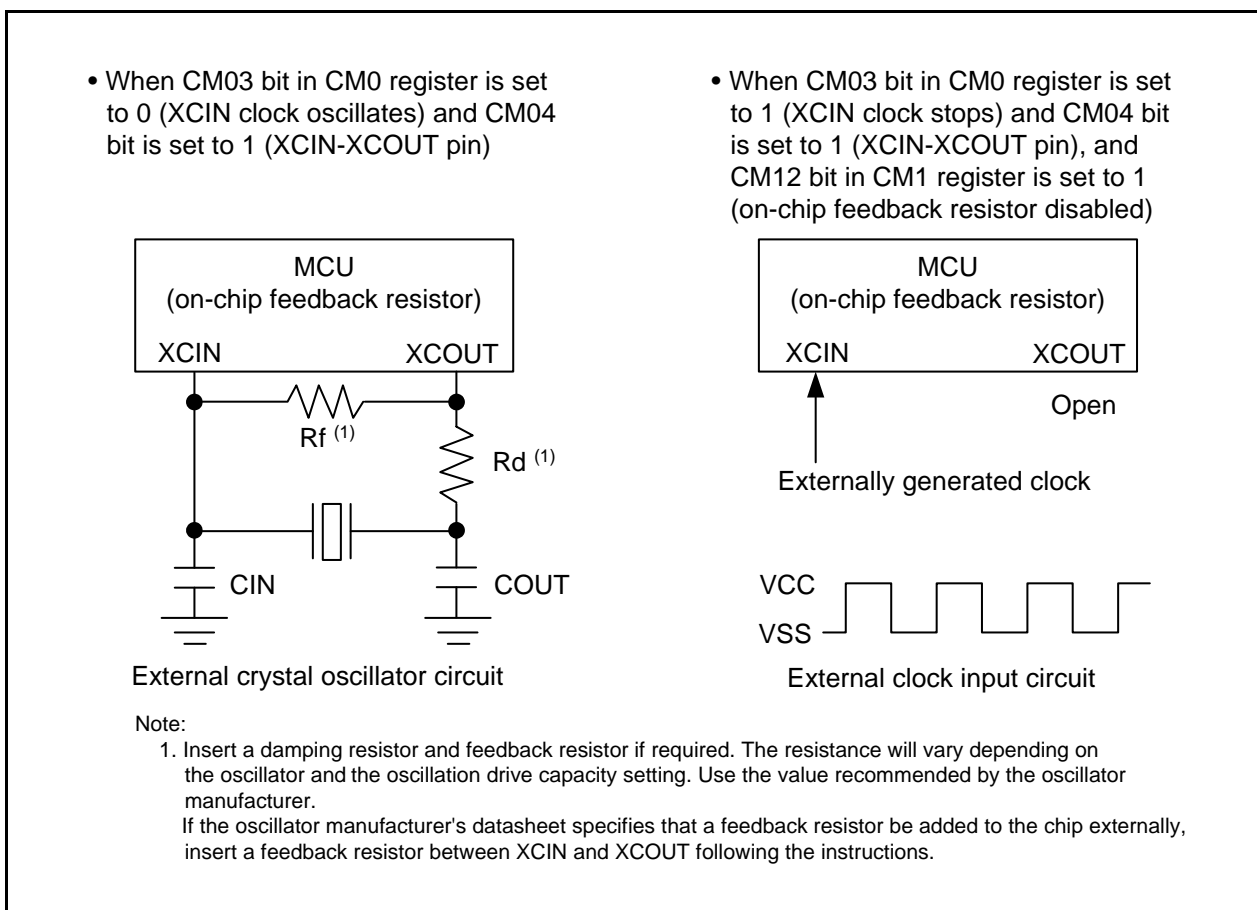 • When CM03 bit in CM0 register is set
to 0 (XCIN clock oscillates) and CM04
bit is set to 1 (XCIN-XCOUT pin)
MCU
(on-chip feedback resistor)
XCIN XCOUT
Rf (1)
Rd (1)
CIN COUT
External crystal oscillator circuit
• When CM03 bit in CM0 register is set
to 1 (XCIN clock stops) and CM04 bit
is set to 1 (XCIN-XCOUT pin), and
CM12 bit in CM1 register is set to 1
(on-chip feedback resistor disabled)
MCU
(on-chip feedback resistor)
XCIN XCOUT
Open
Externally generated clock
VCC
VSS
External clock input circuit
Note:
1. Insert a damping resistor and feedback resistor if required. The resistance will vary depending on
the oscillator and the oscillation drive capacity setting. Use the value recommended by the oscillator
manufacturer.
If the oscillator manufacturer's datasheet specifies that a feedback resistor be added to the chip externally,
insert a feedback resistor between XCIN and XCOUT following the instructions.